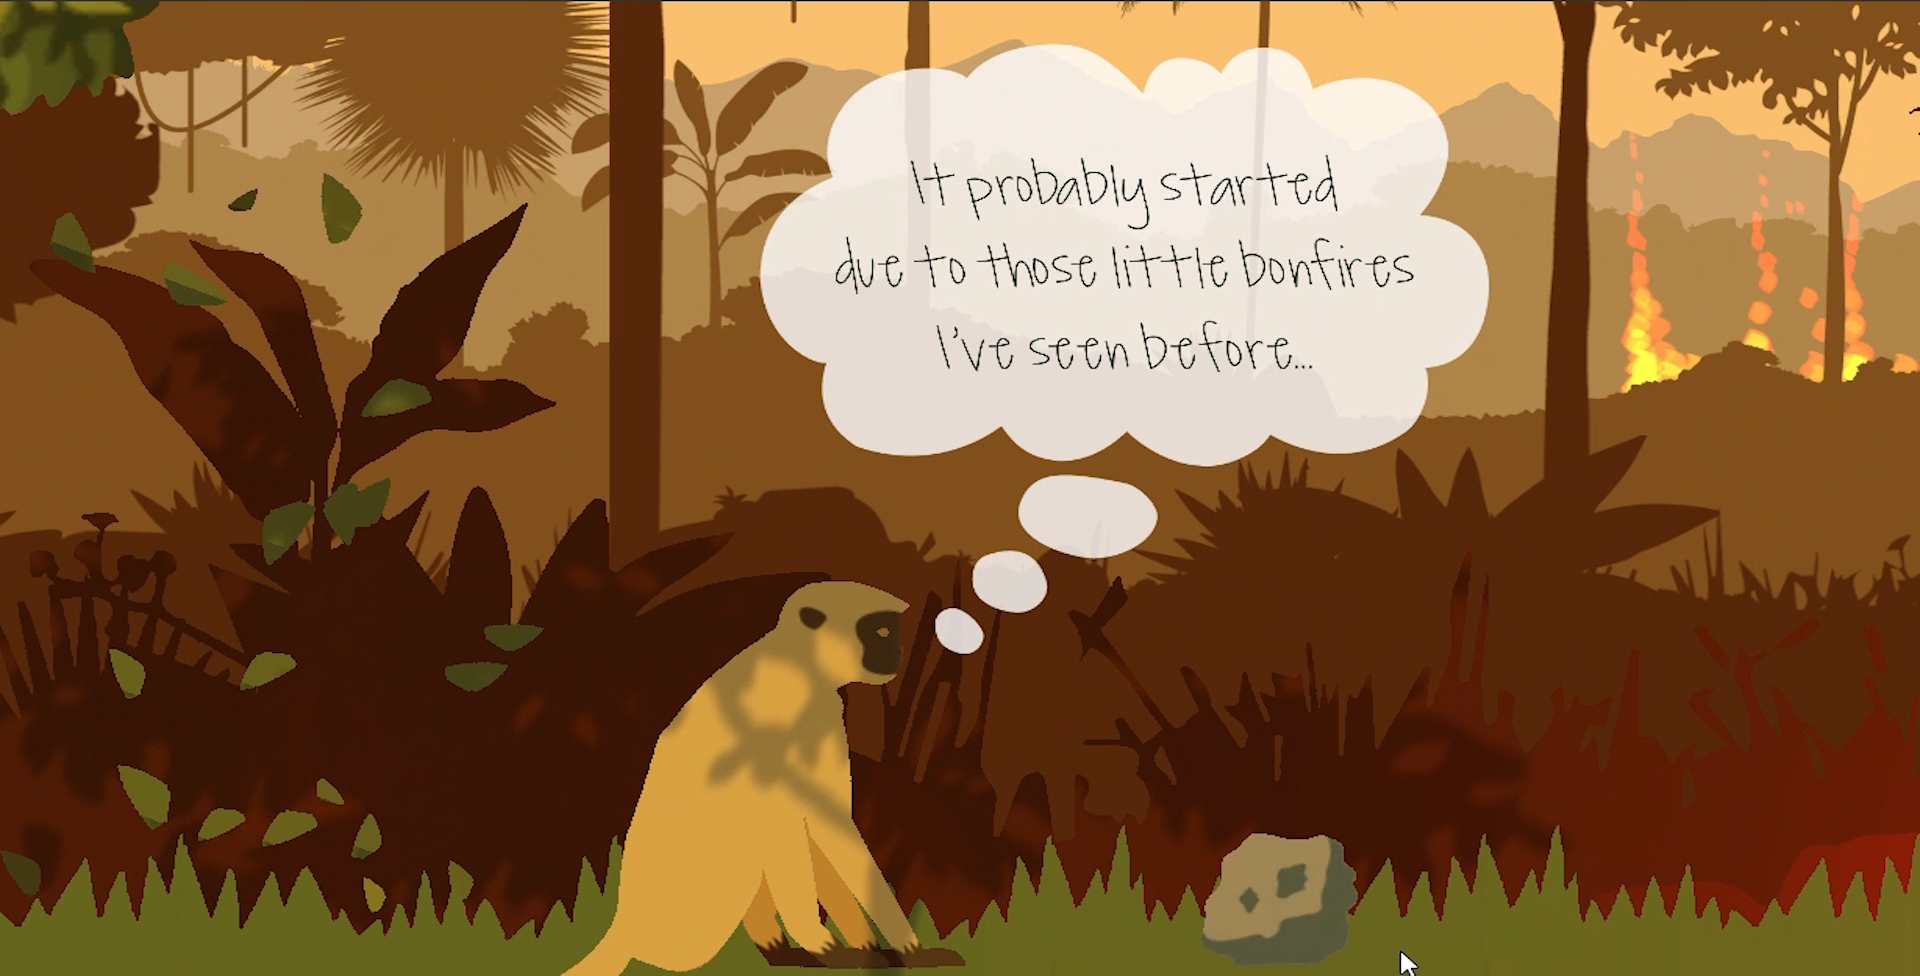 It probably started
due to those little bonfires
I've seen before...